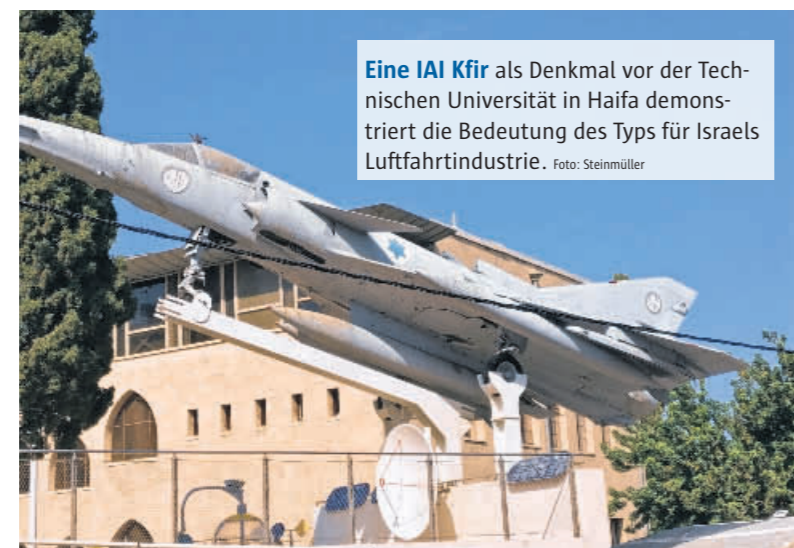 Eine IAI Kfir als Denkmal vor der Tech-
nischen Universität in Haifa demons-
triert die Bedeutung des Typs für Israels
Luftfahrtindustrie. Foto: Steinmüller